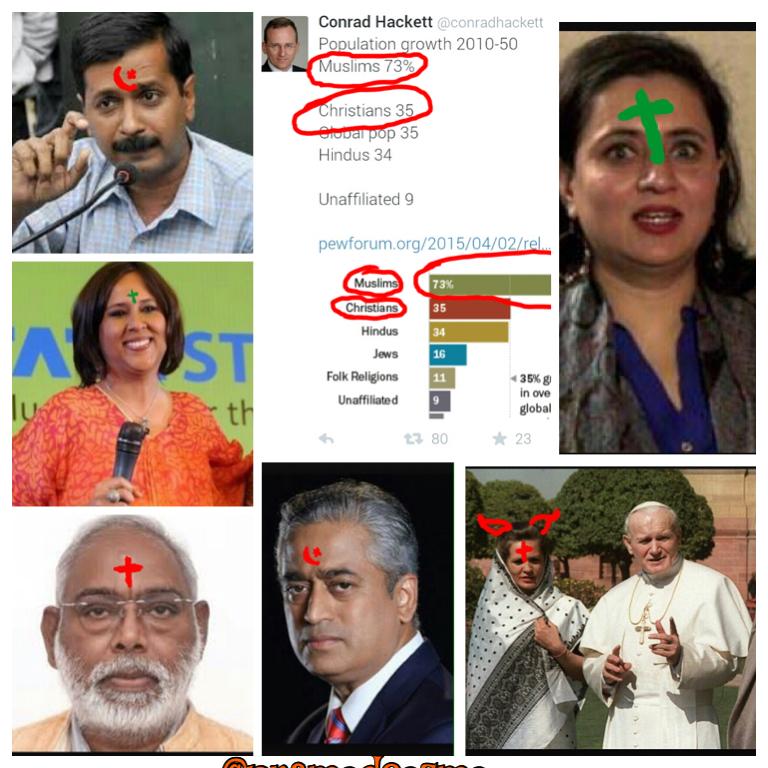 Conrad Hackett @conradhackett
Population growth 2010-50
Muslims 73%
Christians 35
Global pop 35
Hindus 34
Unaffiliated 9
pewforum.org/2015/04/02/rel...
Muslims 73%
Christians 35
Hindus 34
Jews 16
Folk Religions 11
Unaffiliated 9
35% g
in ove
global
80 23
ST
r th